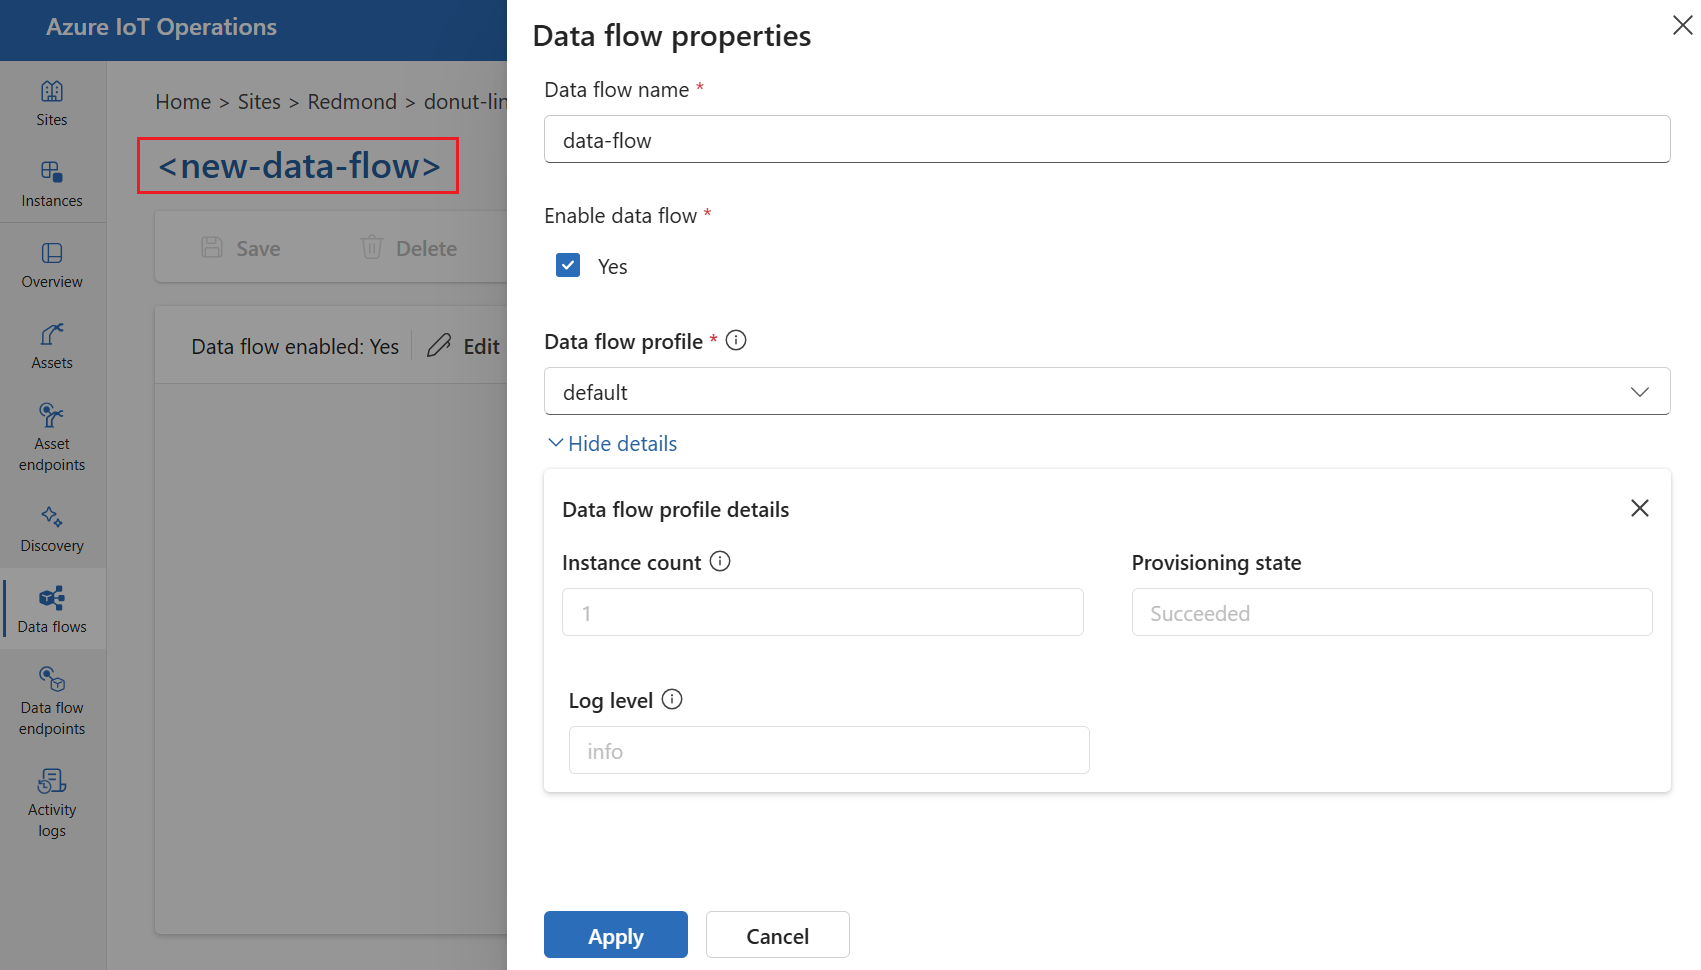 Azure IoT Operations
Sites
Instances
Overview
Assets
Asset
endpoints
Discovery
Data flows
Data flow
endpoints
Activity
logs
Home > Sites > Redmond > donut-lin
<new-data-flow>
Save
Delete
Data flow enabled: Yes
Edit
Data flow properties
Data flow name *
data-flow
Enable data flow *
Yes
Data flow profile *
default
Hide details
Data flow profile details
Instance count
Provisioning state
1
Succeeded
Log level
info
Apply
Cancel